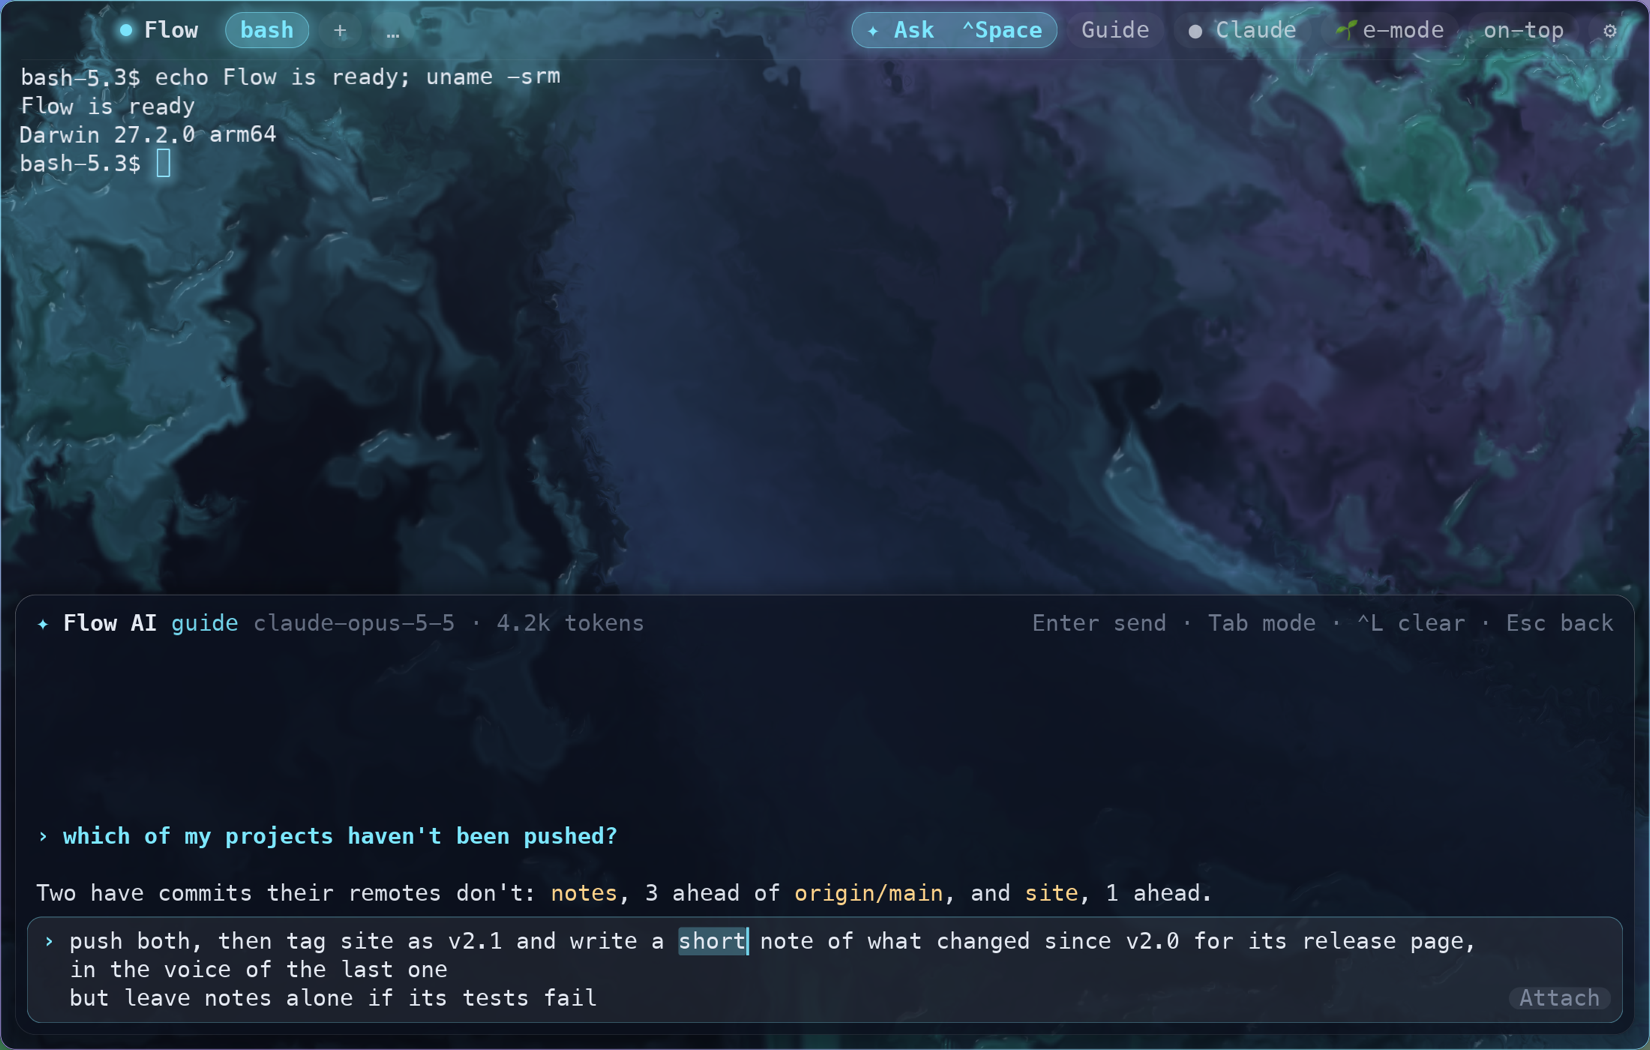 ● Flow bash + … ✦ Ask ^Space Guide ● Claude 🌱 e-mode on-top ⚙
bash-5.3$ echo Flow is ready; uname -srm
Flow is ready
Darwin 27.2.0 arm64
bash-5.3$
✦ Flow AI guide claude-opus-5-5 · 4.2k tokens Enter send · Tab mode · ^L clear · Esc back
› which of my projects haven't been pushed?
Two have commits their remotes don't: notes, 3 ahead of origin/main, and site, 1 ahead.
› push both, then tag site as v2.1 and write a short note of what changed since v2.0 for its release page,
in the voice of the last one
but leave notes alone if its tests fail
Attach